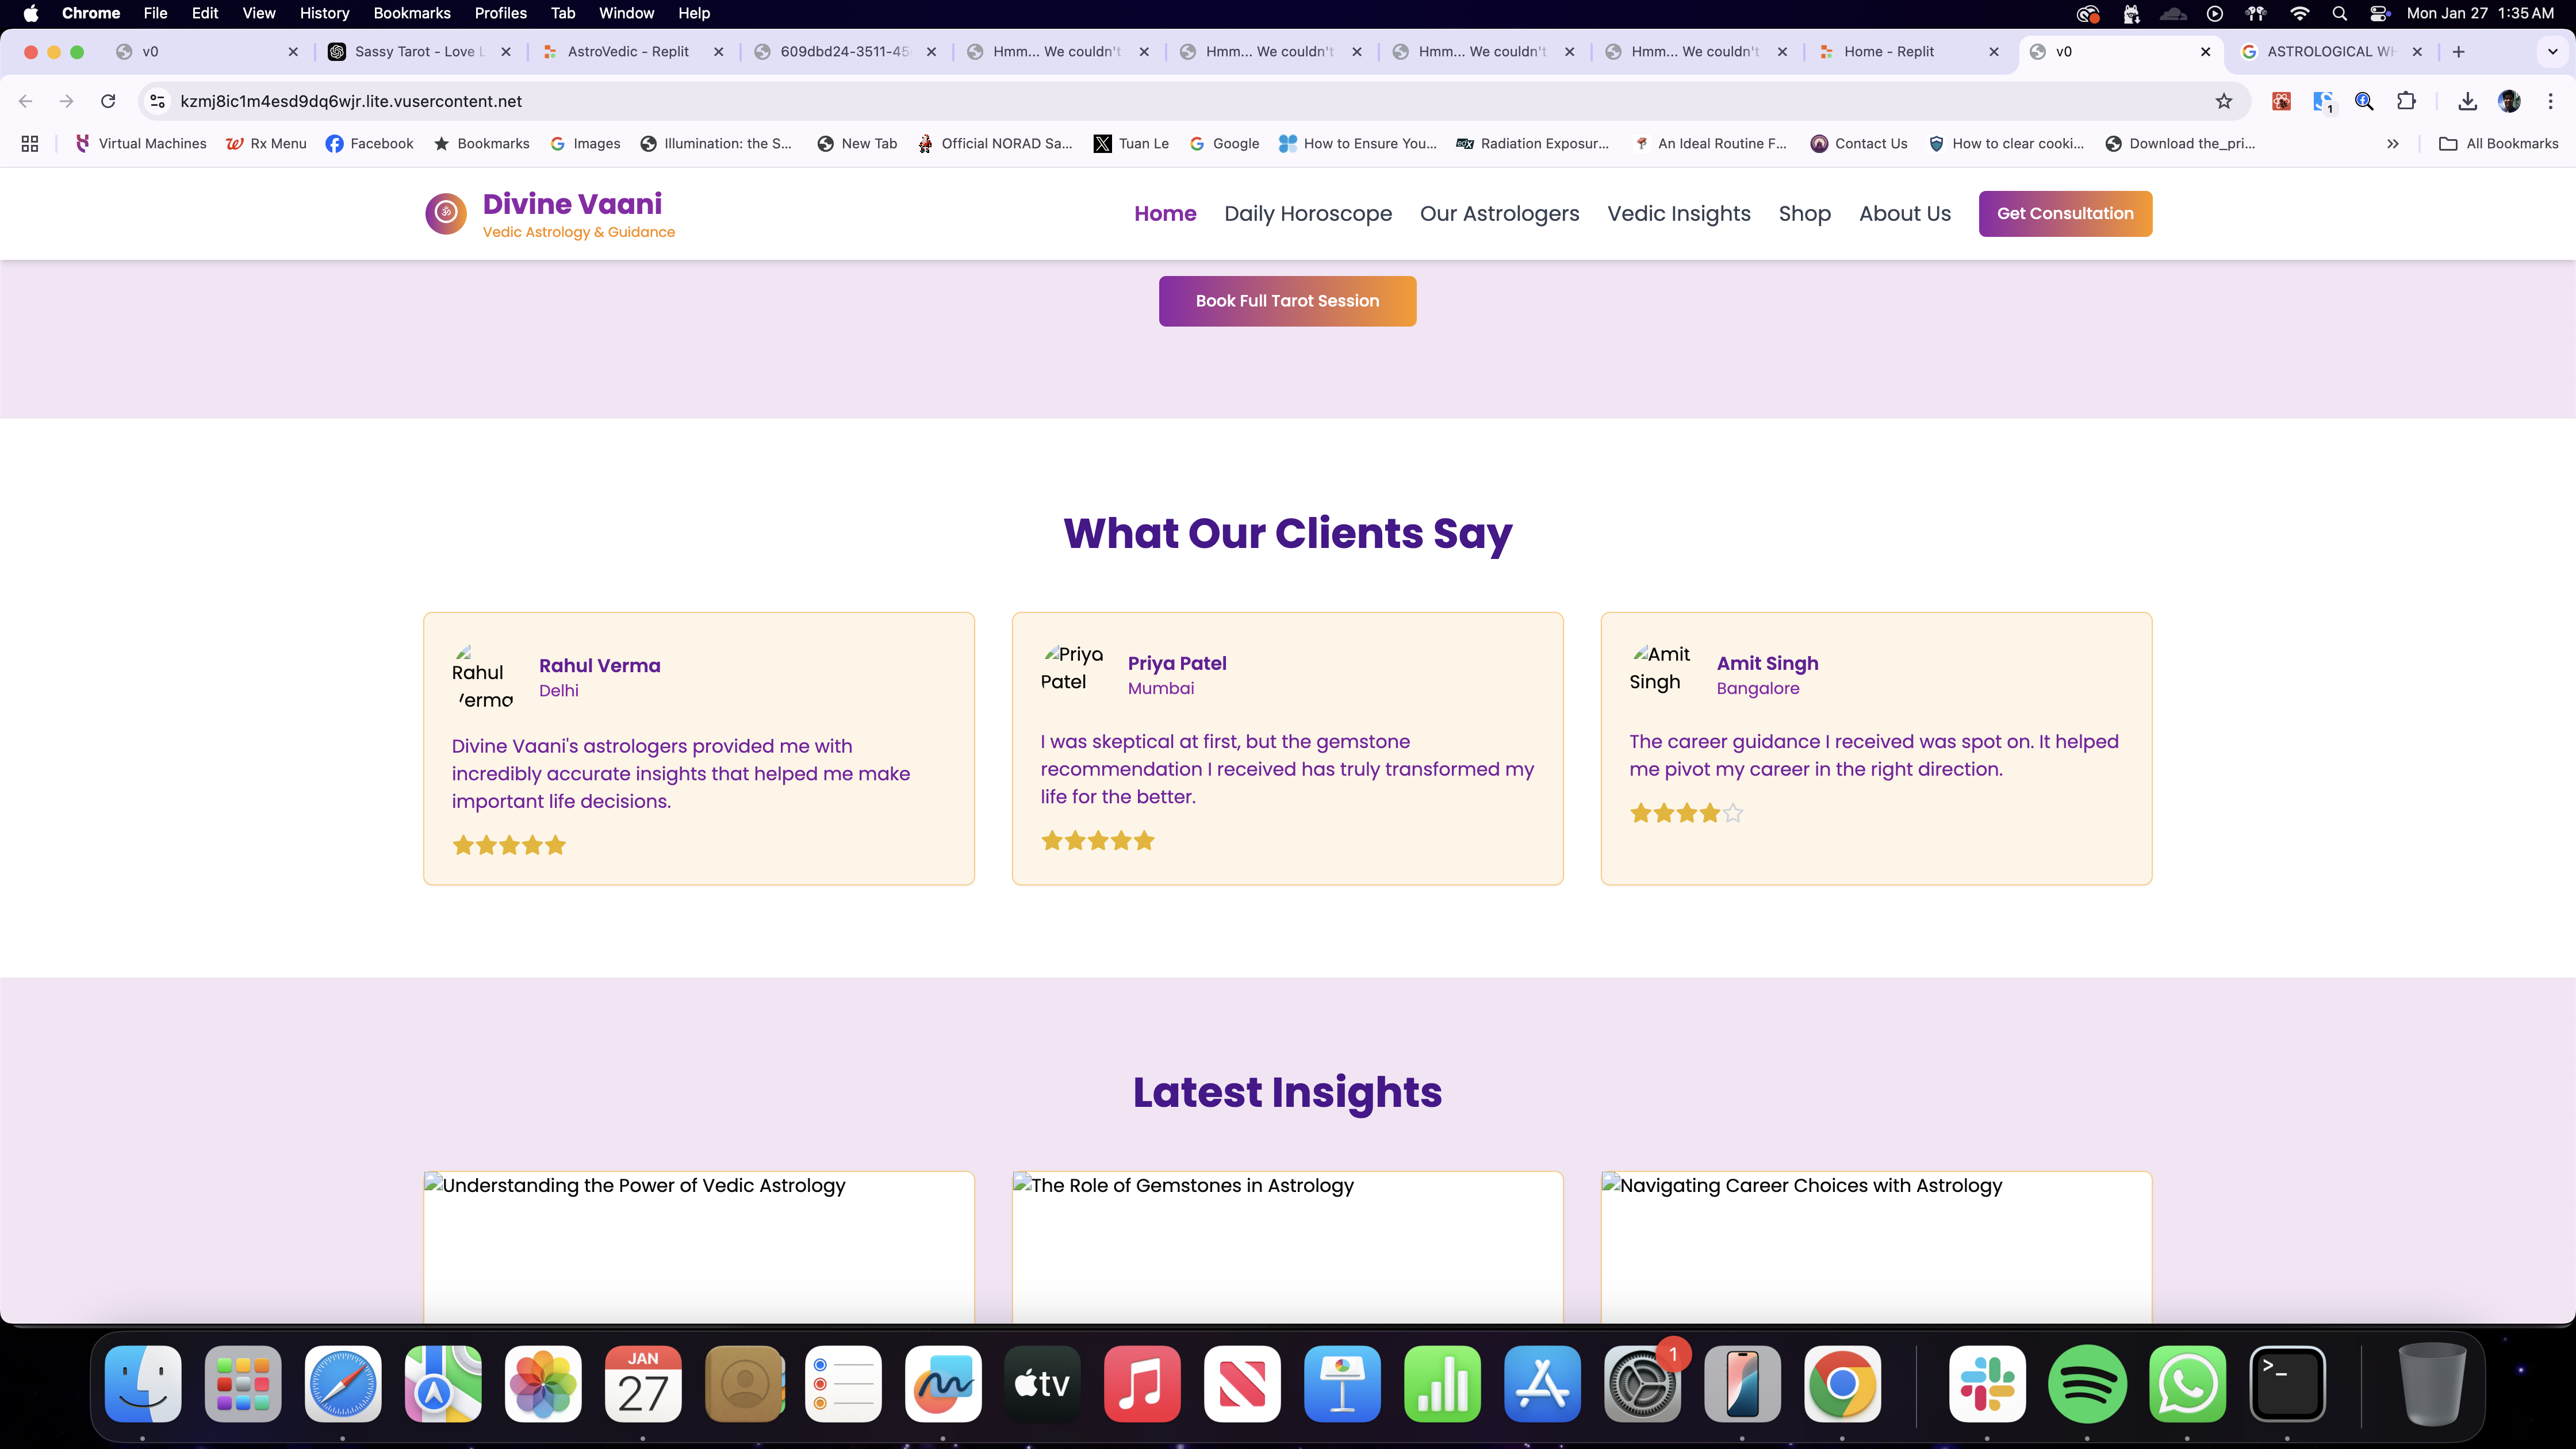 Chrome File Edit View History Bookmarks Profiles Tab Window Help Mon Jan 27 1:35 AM
v0 Sassy Tarot - Love L AstroVedic - Replit 609dbd24-3511-45 Hmm... We couldn't Hmm... We couldn't Hmm... We couldn't Hmm... We couldn't Home - Replit v0 ASTROLOGICAL WH
kzmj8ic1m4esd9dq6wjr.lite.vusercontent.net 1
Virtual Machines Rx Menu Facebook Bookmarks Images Illumination: the S... New Tab Official NORAD Sa... Tuan Le Google How to Ensure You... Radiation Exposur... An Ideal Routine F... Contact Us How to clear cooki... Download the_pri... » All Bookmarks
Divine Vaani
Vedic Astrology & Guidance
Home Daily Horoscope Our Astrologers Vedic Insights Shop About Us Get Consultation
Book Full Tarot Session
What Our Clients Say
Rahul
Verma
Rahul Verma
Delhi
Divine Vaani's astrologers provided me with
incredibly accurate insights that helped me make
important life decisions.
Priya
Patel
Priya Patel
Mumbai
I was skeptical at first, but the gemstone
recommendation I received has truly transformed my
life for the better.
Amit
Singh
Amit Singh
Bangalore
The career guidance I received was spot on. It helped
me pivot my career in the right direction.
Latest Insights
Understanding the Power of Vedic Astrology
The Role of Gemstones in Astrology
Navigating Career Choices with Astrology
JAN
27
tv
1